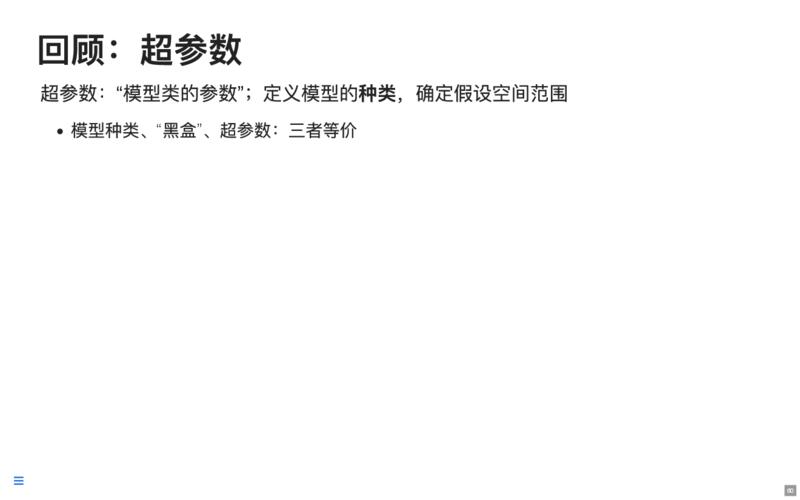 回顾：超参数
超参数：“模型类的参数”；定义模型的种类，确定假设空间范围
• 模型种类、“黑盒”、超参数：三者等价
60